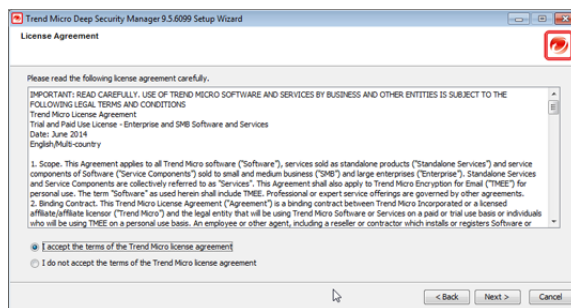 Trend Micro Deep Security Manager 9.5.6099 Setup Wizard
License Agreement
Please read the following license agreement carefully.
IMPORTANT: READ CAREFULLY. USE OF TREND MICRO SOFTWARE AND SERVICES BY BUSINESS AND OTHER ENTITIES IS SUBJECT TO THE
FOLLOWING LEGAL TERMS AND CONDITIONS
Trend Micro License Agreement
Trial and Paid Use License - Enterprise and SMB Software and Services
Date: June 2014
English/Multi-country
1. Scope. This Agreement applies to all Trend Micro software ("Software"), services sold as standalone products ("Standalone Services") and service
components of Software ("Service Components") sold to small and medium business ("SMB") and large enterprises ("Enterprise"). Standalone Services
and Service Components are collectively referred to as "Services". This Agreement shall also apply to Trend Micro Encryption for Email ("TMEE") for
personal use. The term "Software" as used herein shall include TMEE. Professional or expert service offerings are governed by other agreements.
2. Binding Contract. This Trend Micro License Agreement ("Agreement") is a binding contract between Trend Micro Incorporated or a licensed
affiliate/affiliate licensor ("Trend Micro") and the legal entity that will be using Trend Micro Software or Services on a paid or trial use basis or individuals
who will be using TMEE on a personal use basis. An employee or other agent, including a reseller or contractor which installs or registers Software or
I accept the terms of the Trend Micro license agreement
I do not accept the terms of the Trend Micro license agreement
< Back
Next >
Cancel